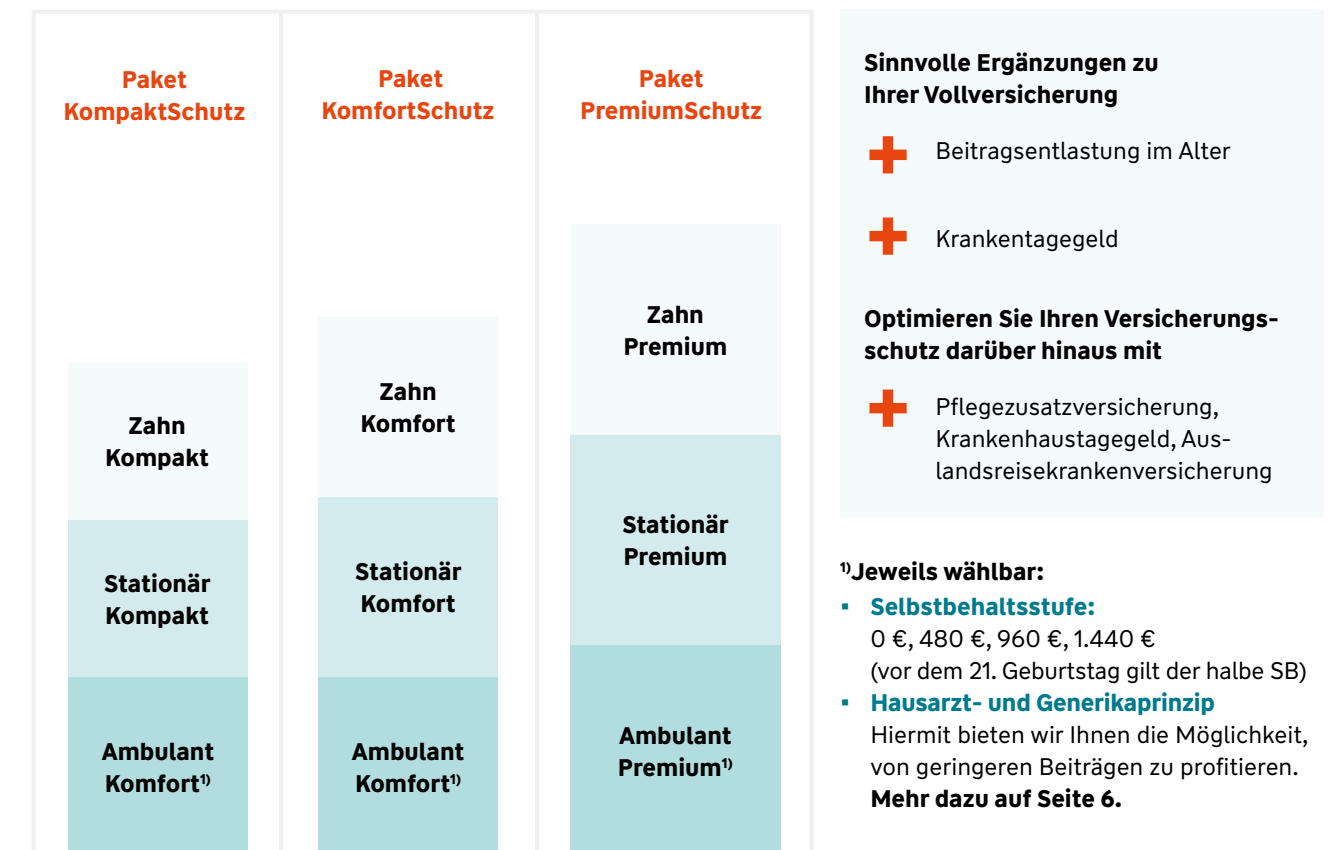 Paket
KompaktSchutz
Zahn
Kompakt
Stationär
Kompakt
Ambulant
Komfort¹⁾
Paket
KomfortSchutz
Zahn
Komfort
Stationär
Komfort
Ambulant
Komfort¹⁾
Paket
PremiumSchutz
Zahn
Premium
Stationär
Premium
Ambulant
Premium¹⁾
Sinnvolle Ergänzungen zu
Ihrer Vollversicherung
Beitragsentlastung im Alter
Krankentagegeld
Optimieren Sie Ihren Versicherungs-
schutz darüber hinaus mit
Pflegezusatzversicherung,
Krankenhaustagegeld, Aus-
landsreisekrankenversicherung
¹⁾Jeweils wählbar:
▪ Selbstbehaltsstufe:
0 €, 480 €, 960 €, 1.440 €
(vor dem 21. Geburtstag gilt der halbe SB)
▪ Hausarzt- und Generikaprinzip
Hiermit bieten wir Ihnen die Möglichkeit,
von geringeren Beiträgen zu profitieren.
Mehr dazu auf Seite 6.